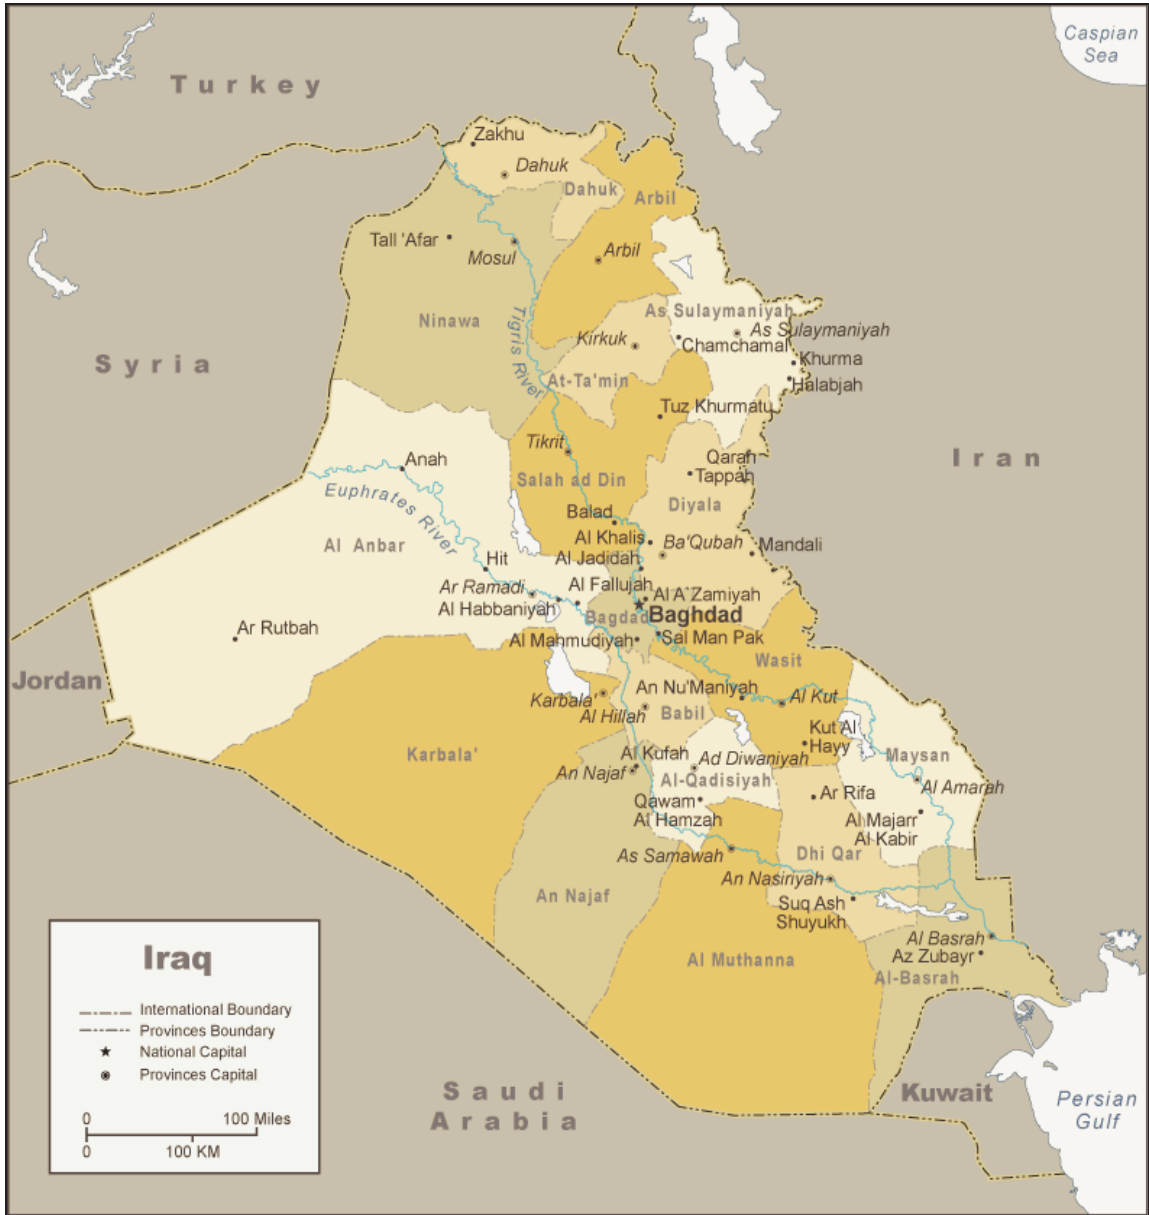 Caspian
Sea
Turkey
Zakhu
Dahuk
Dahuk
Arbil
Tall 'Afar
Mosul
Arbil
Ninawa
Tigris River
As Sulaymaniyah
Kirkuk
As Sulaymaniyah
Chamchamal
Khurma
Syria
At-Ta'min
Halabjah
Tuz Khurmatu
Tikrit
Anah
Qarah
Tappah
Iran
Salah ad Din
Euphrates River
Diyala
Balad
Al Anbar
Al Khalis
Ba'Qubah
Mandali
Hit
Al Jadidah
Ar Ramadi
Al Fallujah
Al A`Zamiyah
Al Habbaniyah
Bagdad
Baghdad
Ar Rutbah
Al Mahmudiyah
Sal Man Pak
Wasit
Jordan
Karbala'
An Nu'Maniyah
Al Kut
Al Hillah
Babil
Kut Al
Hayy
Karbala'
Al Kufah
Ad Diwaniyah
Maysan
An Najaf
Al-Qadisiyah
Al Amarah
Qawam
Al Hamzah
Ar Rifa
Al Majarr
Al Kabir
As Samawah
Dhi Qar
An Nasiriyah
An Najaf
Suq Ash
Shuyukh
Al Basrah
Az Zubayr
Al Muthanna
Al-Basrah
Iraq
International Boundary
Provinces Boundary
National Capital
Provinces Capital
0 100 Miles
0 100 KM
Saudi
Arabia
Kuwait
Persian
Gulf